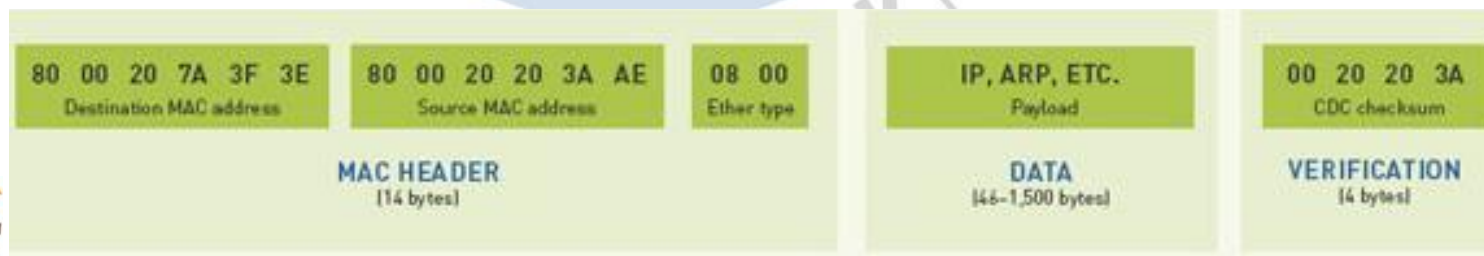 80 00 20 7A 3F 3E
Destination MAC address
80 00 20 20 3A AE
Source MAC address
08 00
Ether type
MAC HEADER
(14 bytes)
IP, ARP, ETC.
Payload
DATA
(46-1,500 bytes)
00 20 20 3A
CDC checksum
VERIFICATION
(4 bytes)